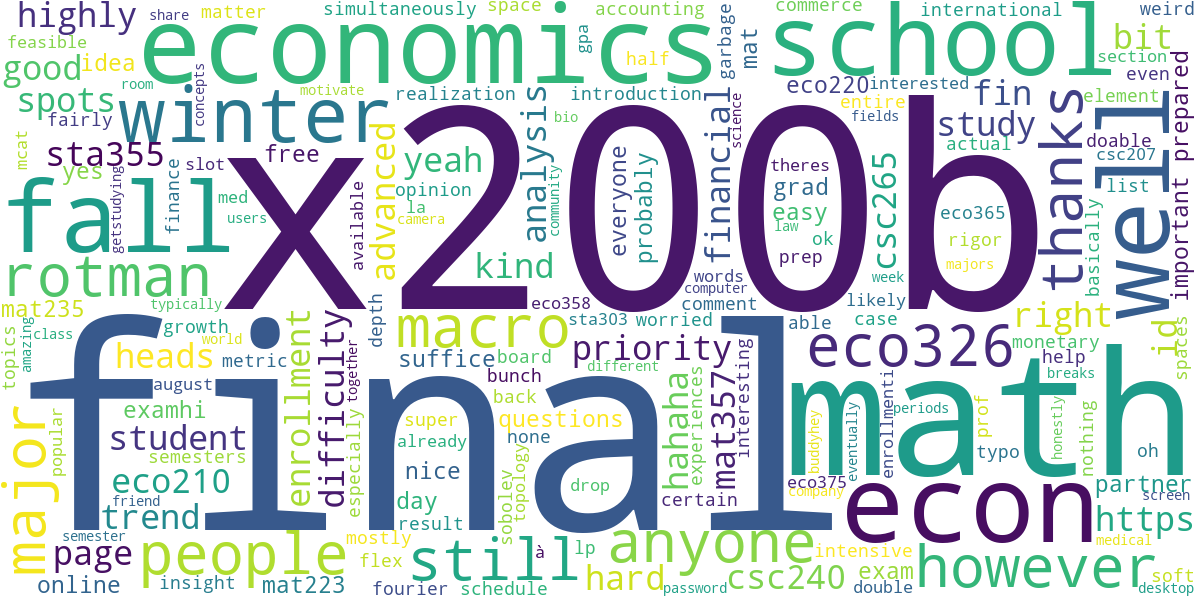 highly
share
matter
simultaneously
space
accounting
commerce
international
weird
feasible
economics
gpa
half
garbage
mat
school
bit
good
idea
section
room
concepts
motivate
realization
introduction
eco220
interested
even
prepared
spots
winter
analysis
bio
financial
science
entire
fin
thanks
element
fairly
fields
study
actual
doable
well
mcat
sta355
free
advanced
yeah
everyone
probably
theres
grad
csc265
csc207
yes
slot
opinion
list
getstudying
finance
med
available
la
camera
community
easy
law
ok
eco365
basically
important
fall
users
x200b
rigor
kind
prep
week
majors
rotman
words
computer
mat235
typically
eco358
comment
likely
right
id
spaces
topics
amazing
class
growth
world
enrollment
difficulty
together
depth
macro
sta303
worried
able
case
monetary
heads
metric
suffice
board
priority
interesting
eco326
help
breaks
august
bunch
different
final
math
major
popular
examhi
especially
super
back
questions
hahaha
experiences
mat357
buddyhey
eventually
enrollmenti
periods
prof
honestly
nothing
student
already
none
typo
oh
semesters
nice
sobolev
topology
eco210
day
drop
certain
eco375
company
econ
partner
screen
friend
trend
result
https
semester
mostly
à
lp
anyone
intensive
medical
page
people
flex
still
hard
csc240
exam
however
soft
online
insight
mat223
fourier
schedule
password
double
desktop